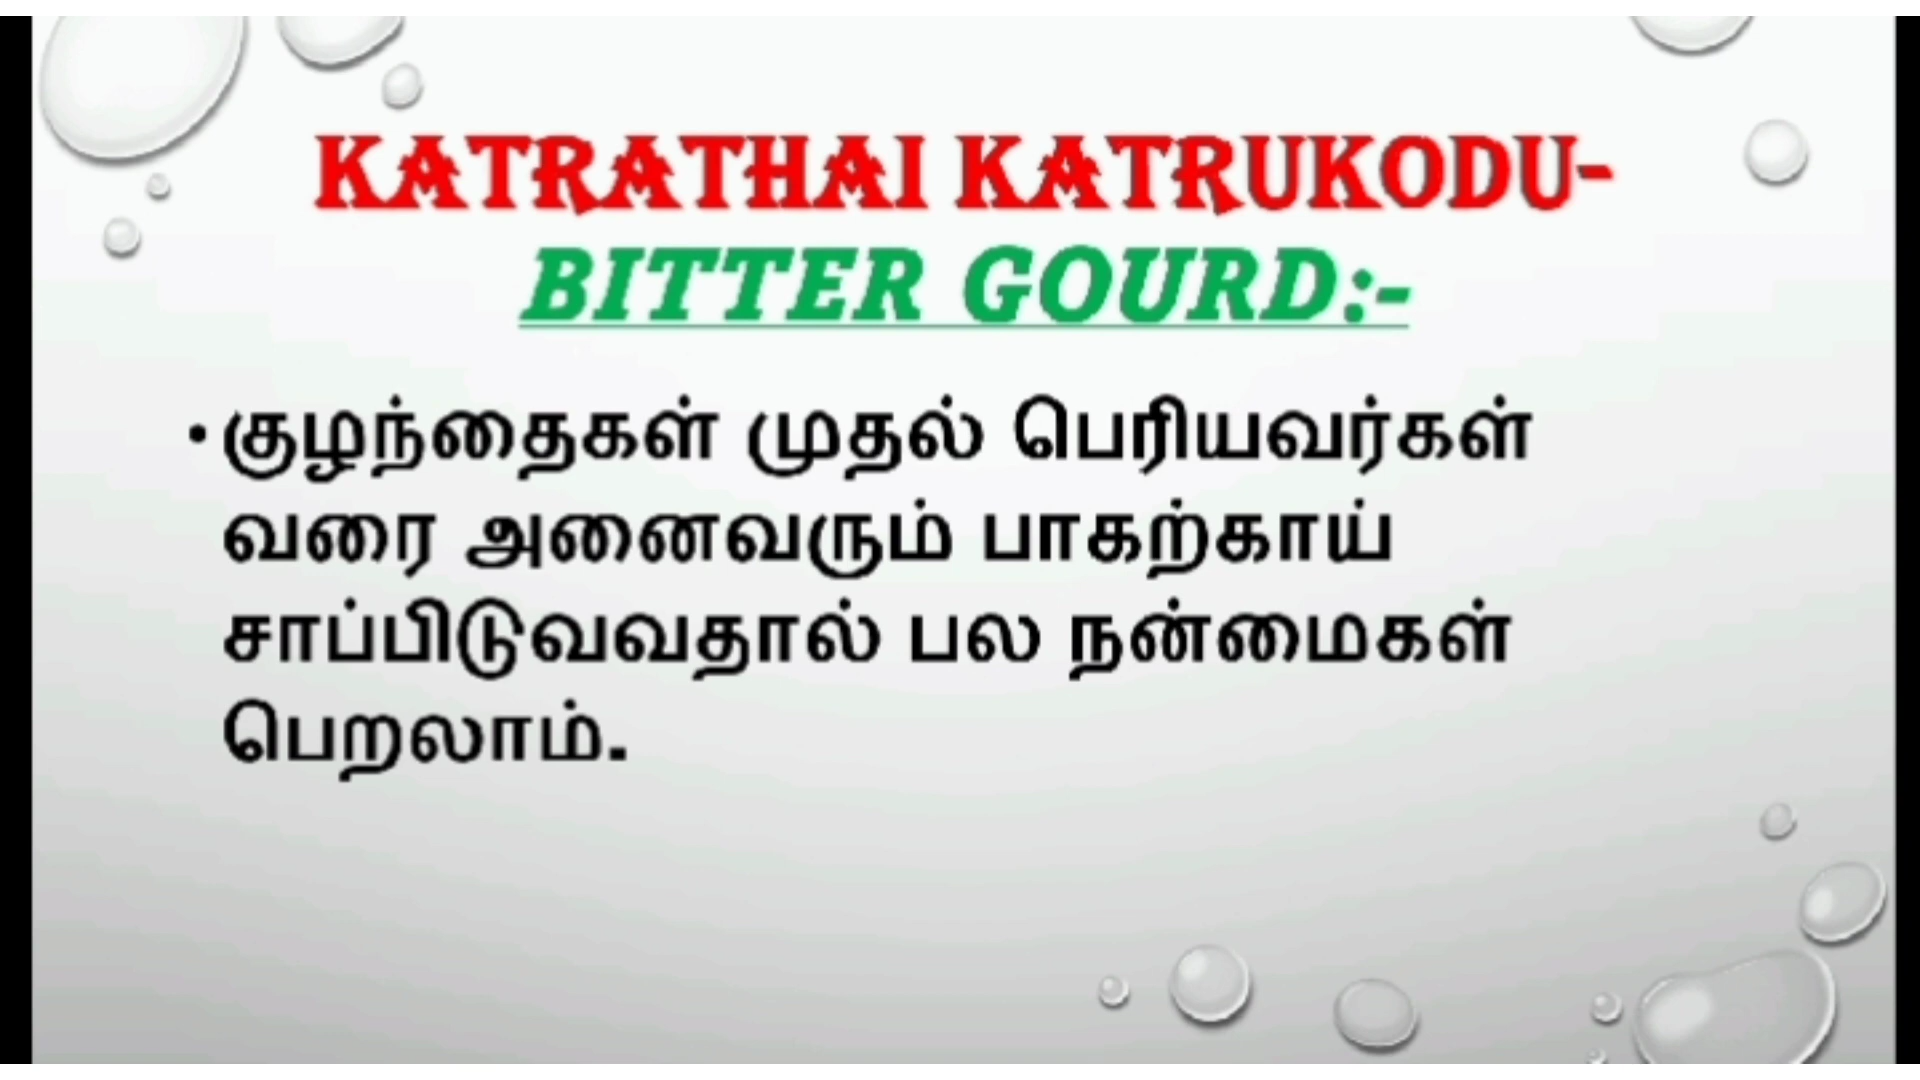 KATRATHAI KATRUKODU-
BITTER GOURD:-
• குழந்தைகள் முதல் பெரியவர்கள்
வரை அனைவரும் பாகற்காய்
சாப்பிடுவவதால் பல நன்மைகள்
பெறலாம்.